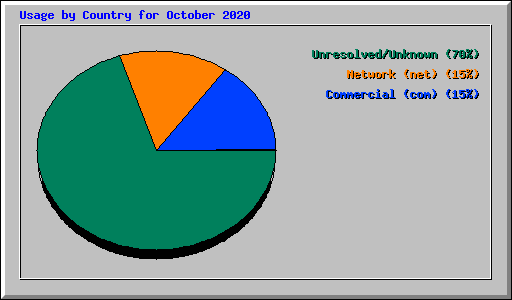 Usage by Country for October 2020
Unresolved/Unknown (70%)
Network (net) (15%)
Commercial (com) (15%)